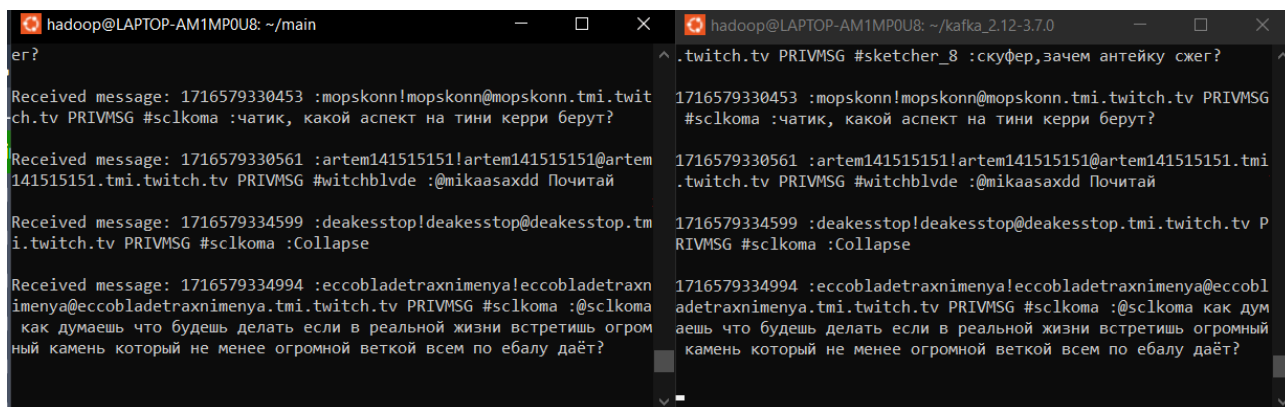 hadoop@LAPTOP-AM1MP0U8: ~/main
ег?
Received message: 1716579330453 :mopskonn!mopskonn@mopskonn.tmi.twit
ch.tv PRIVMSG #sclkoma :чатик, какой аспект на тини керри берут?
Received message: 1716579330561 :artem141515151!artem141515151@artem
141515151.tmi.twitch.tv PRIVMSG #witchblvde :@mikaasaxdd Почитай
Received message: 1716579334599 :deakesstop!deakesstop@deakesstop.tm
i.twitch.tv PRIVMSG #sclkoma :Collapse
Received message: 1716579334994 :eccobladetraxnimenya!eccobladetraxn
imenya@eccobladetraxnimenya.tmi.twitch.tv PRIVMSG #sclkoma :@sclkoma
как думаешь что будешь делать если в реальной жизни встретишь огром
ный камень который не менее огромной веткой всем по ебалу даёт?
hadoop@LAPTOP-AM1MP0U8: ~/kafka_2.12-3.7.0
.twitch.tv PRIVMSG #sketcher_8 :скуфер,зачем антейку сжег?
1716579330453 :mopskonn!mopskonn@mopskonn.tmi.twitch.tv PRIVMSG
#sclkoma :чатик, какой аспект на тини керри берут?
1716579330561 :artem141515151!artem141515151@artem141515151.tmi
.twitch.tv PRIVMSG #witchblvde :@mikaasaxdd Почитай
1716579334599 :deakesstop!deakesstop@deakesstop.tmi.twitch.tv P
RIVMSG #sclkoma :Collapse
1716579334994 :eccobladetraxnimenya!eccobladetraxnimenya@eccobl
adetraxnimenya.tmi.twitch.tv PRIVMSG #sclkoma :@sclkoma как дум
аешь что будешь делать если в реальной жизни встретишь огромный
камень который не менее огромной веткой всем по ебалу даёт?